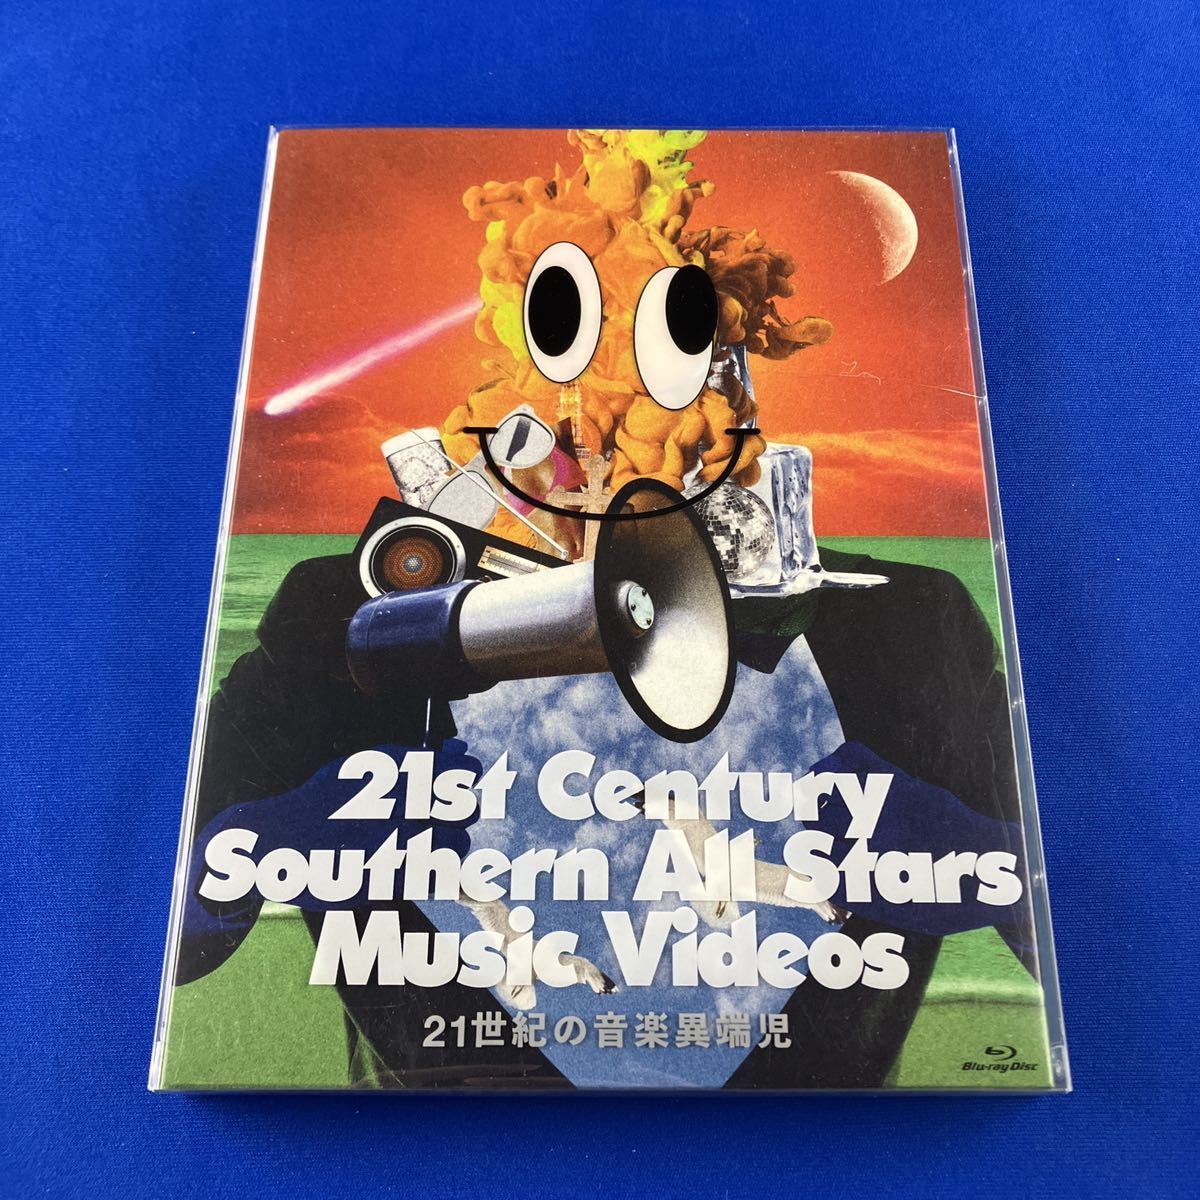 21st Century
Southern All Stars
Music Videos
21世紀の音楽異端児
Blu-ray Disc